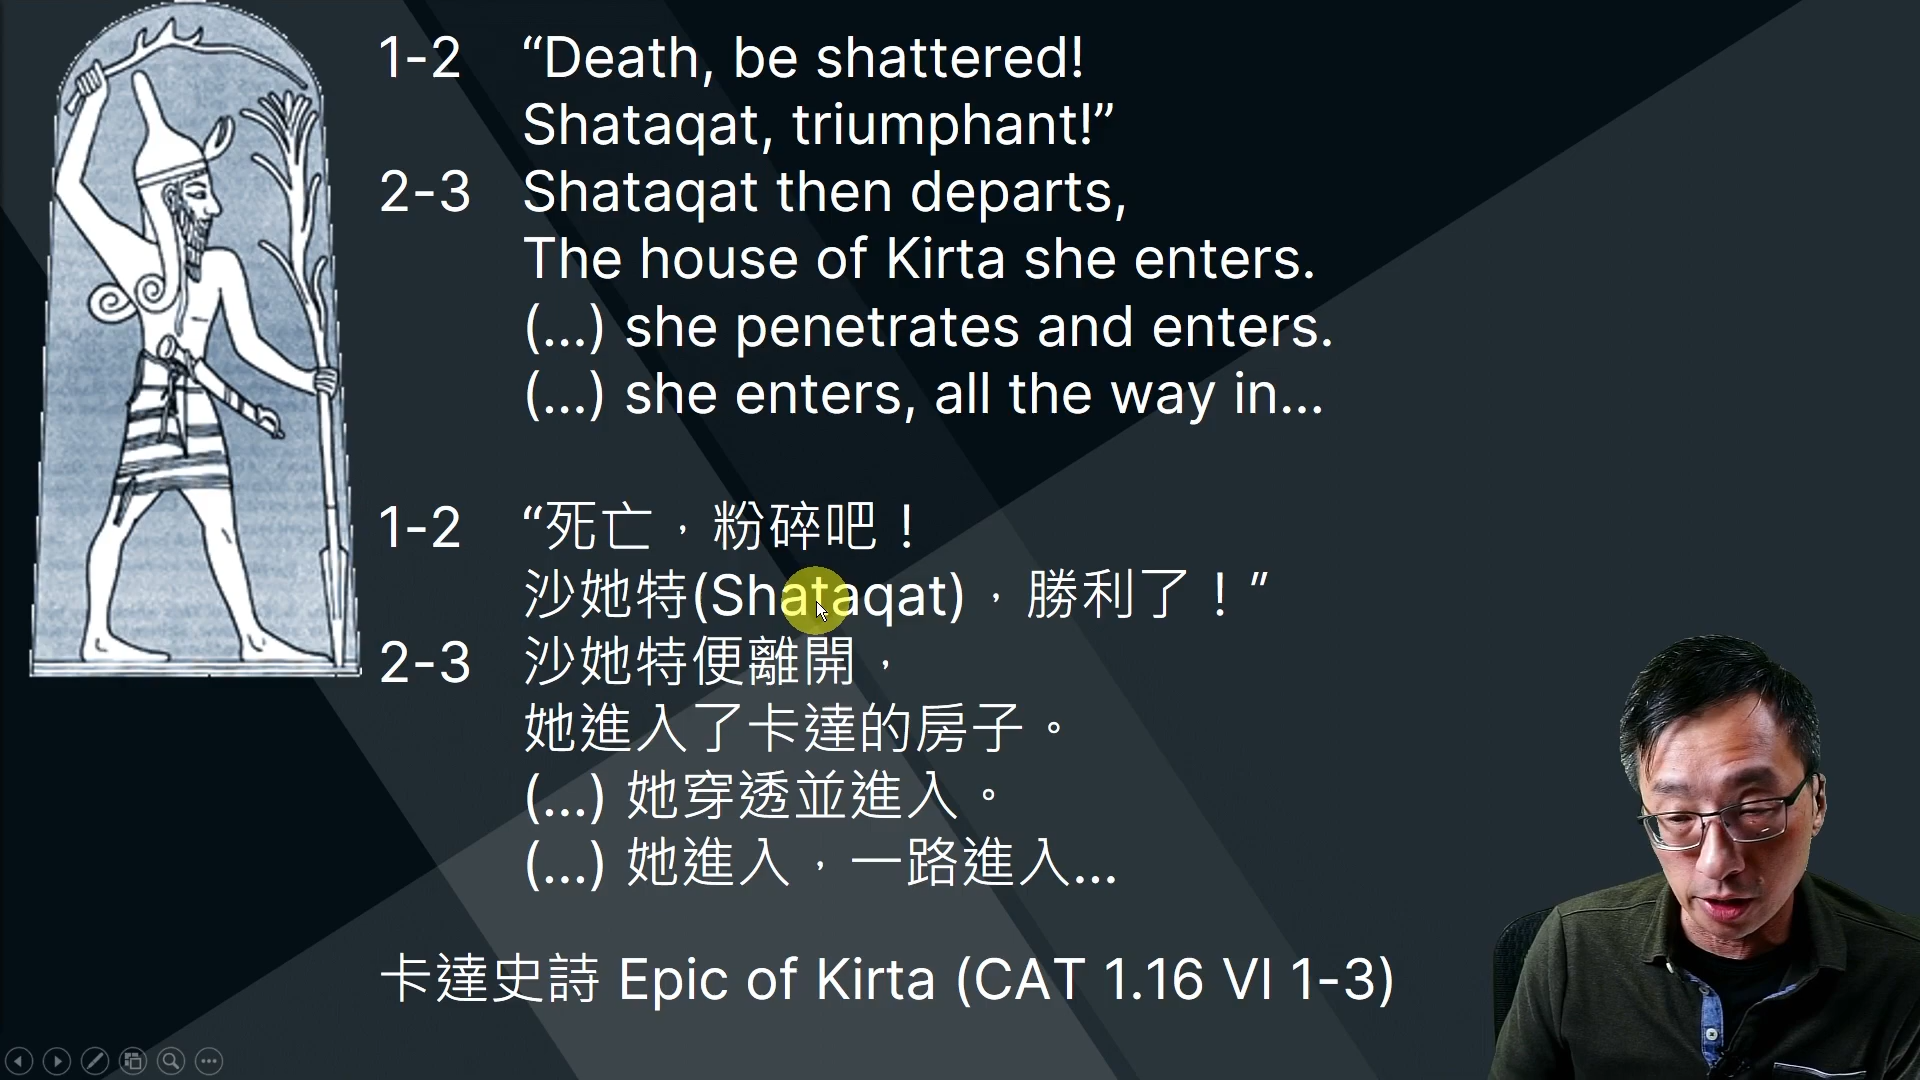 1-2 “Death, be shattered!
Shataqat, triumphant!”
2-3 Shataqat then departs,
The house of Kirta she enters.
(...) she penetrates and enters.
(...) she enters, all the way in...
1-2 “死亡，粉碎吧！
沙她特(Shataqat)，勝利了！”
2-3 沙她特便離開，
她進入了卡達的房子。
(...) 她穿透並進入。
(...) 她進入，一路進入...
卡達史詩 Epic of Kirta (CAT 1.16 VI 1-3)